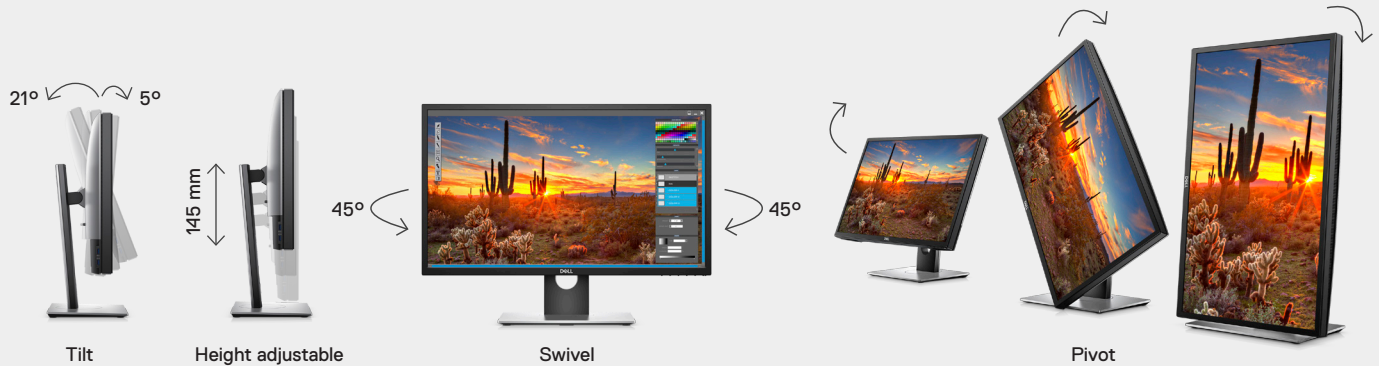 21° 5°
145 mm
45° 45°
DELL
Tilt
Height adjustable
Swivel
Pivot